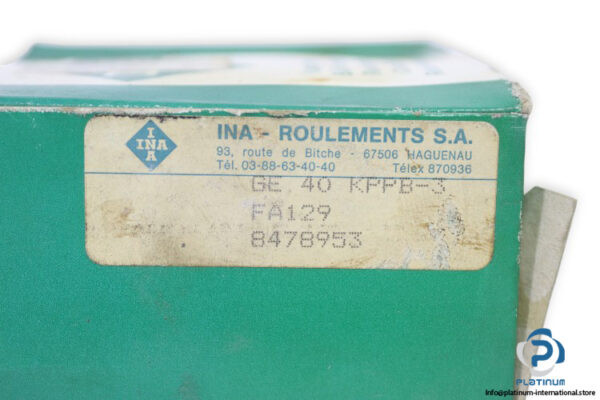 INA
INA - ROULEMENTS S.A.
93, route de Bitche - 67506 HAGUENAU
Tél. 03-88-63-40-40 Télex 870936
GE 40 KPPB-3
FA129
8478953
PLATINUM
info@platinum-international.store